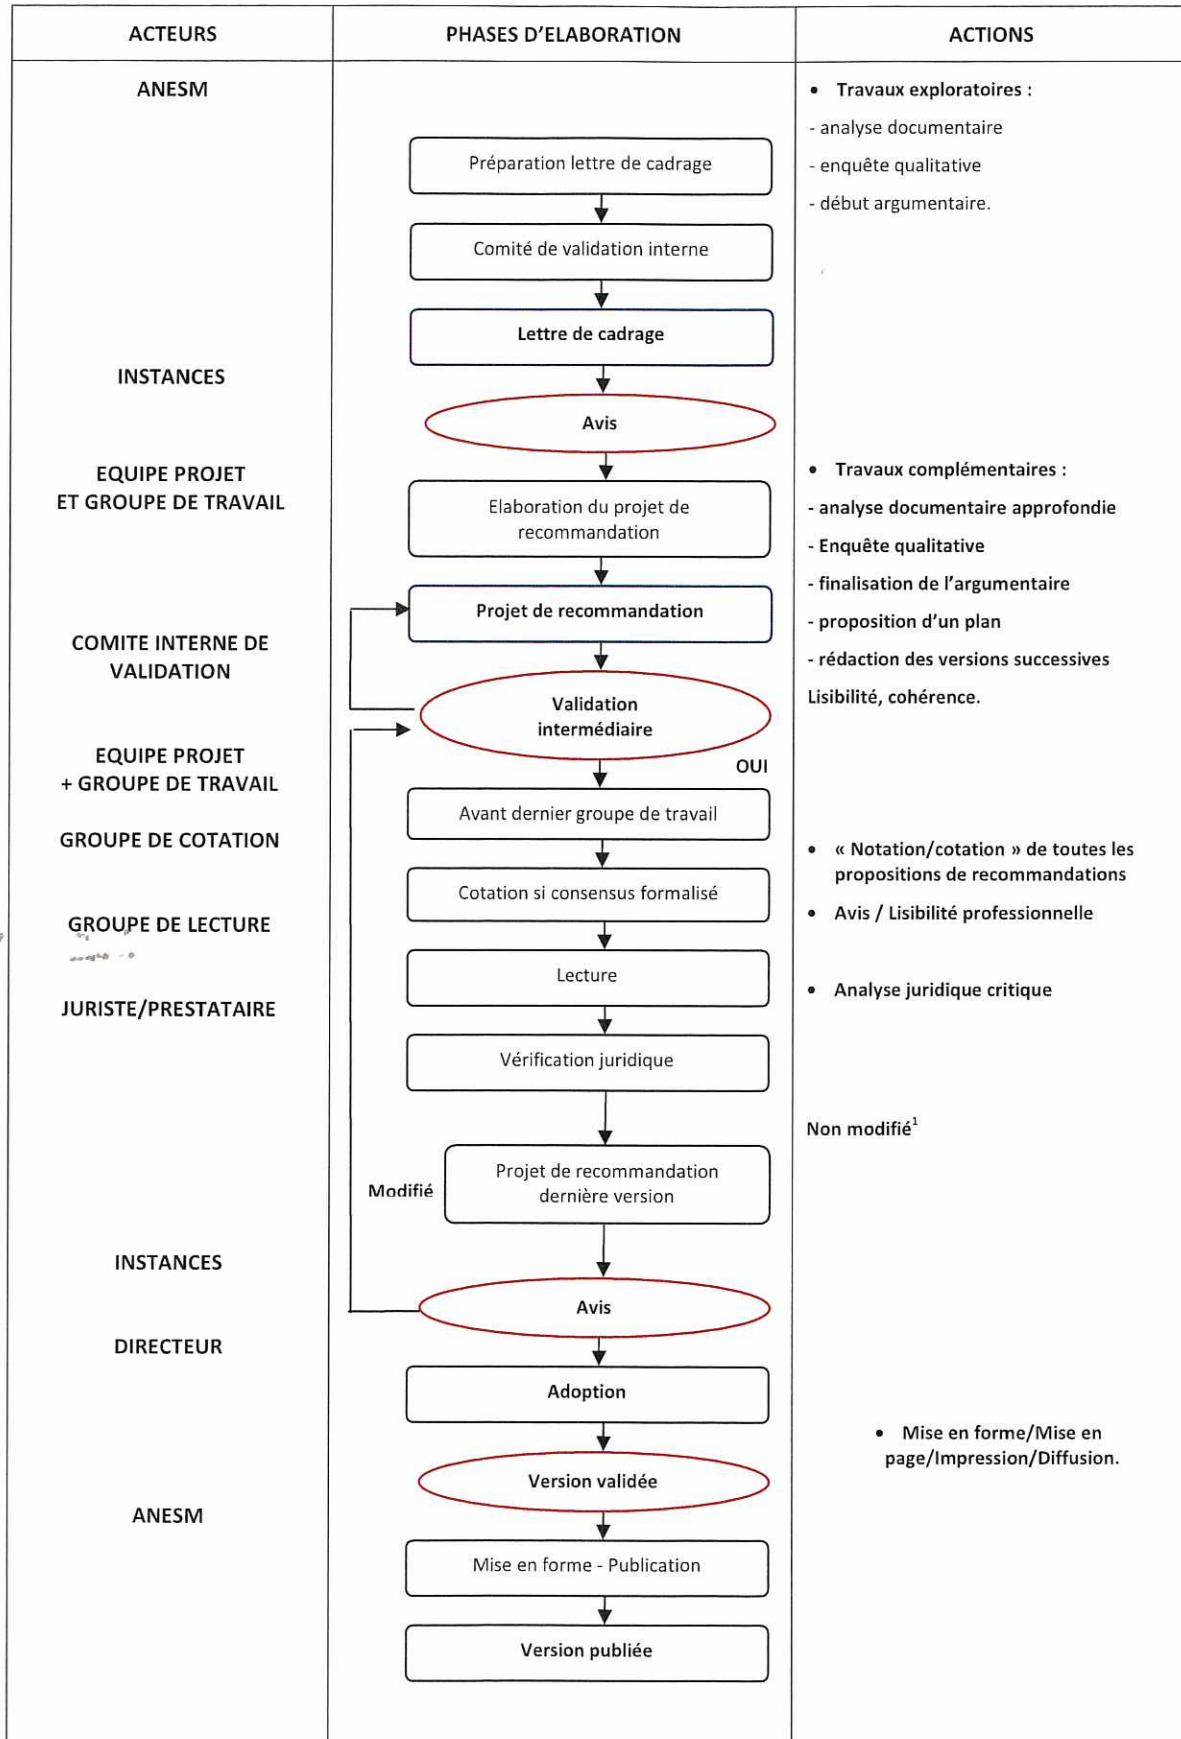 ACTEURS
PHASES D'ELABORATION
ACTIONS
ANESM
• Travaux exploratoires :
- analyse documentaire
Préparation lettre de cadrage
- enquête qualitative
- début argumentaire.
Comité de validation interne
Lettre de cadrage
INSTANCES
Avis
EQUIPE PROJET
ET GROUPE DE TRAVAIL
• Travaux complémentaires :
Elaboration du projet de
recommandation
- analyse documentaire approfondie
- Enquête qualitative
- finalisation de l'argumentaire
Projet de recommandation
- proposition d'un plan
COMITE INTERNE DE
VALIDATION
- rédaction des versions successives
Lisibilité, cohérence.
Validation
intermédiaire
EQUIPE PROJET
+ GROUPE DE TRAVAIL
OUI
Avant dernier groupe de travail
GROUPE DE COTATION
• « Notation/cotation » de toutes les
propositions de recommandations
Cotation si consensus formalisé
• Avis / Lisibilité professionnelle
GROUPE DE LECTURE
Lecture
• Analyse juridique critique
JURISTE/PRESTATAIRE
Vérification juridique
Non modifié¹
Projet de recommandation
dernière version
Modifié
INSTANCES
Avis
DIRECTEUR
Adoption
• Mise en forme/Mise en
page/Impression/Diffusion.
Version validée
ANESM
Mise en forme - Publication
Version publiée